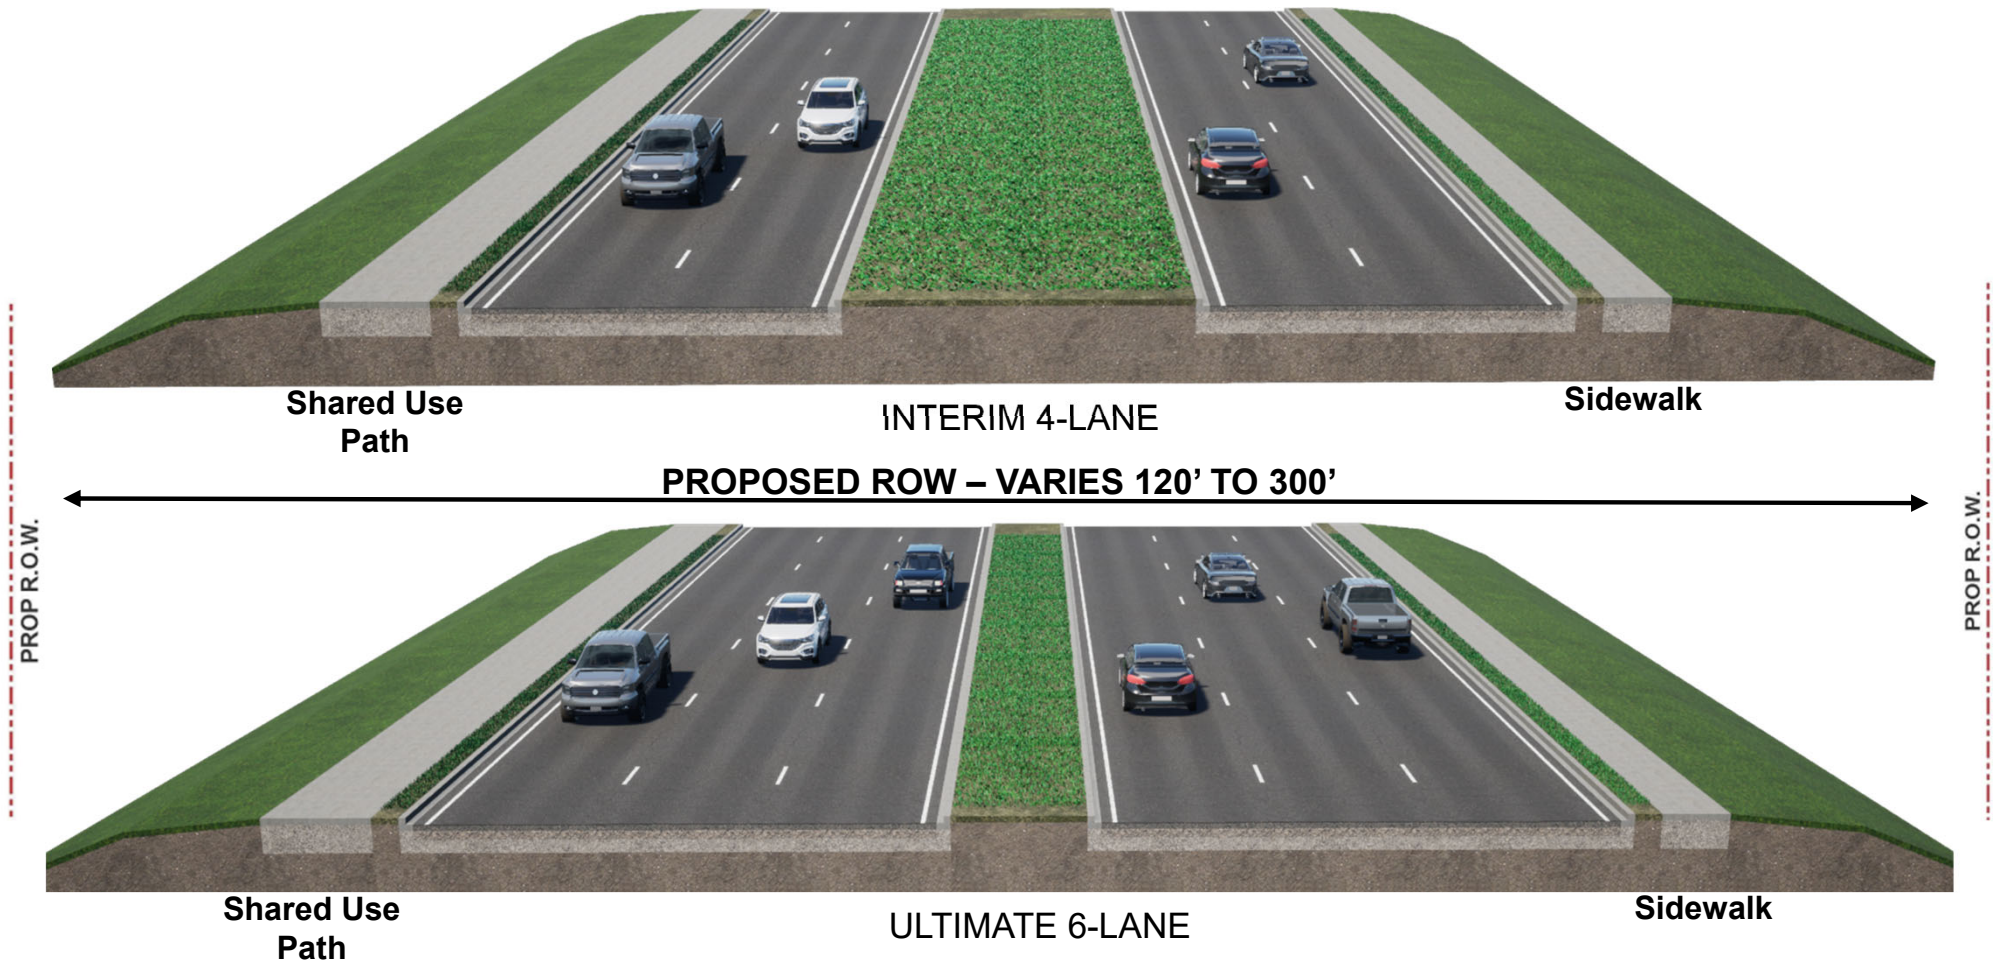 Shared Use
Path
INTERIM 4-LANE
Sidewalk
PROPOSED ROW – VARIES 120’ TO 300’
PROP R.O.W.
PROP R.O.W.
Shared Use
Path
ULTIMATE 6-LANE
Sidewalk